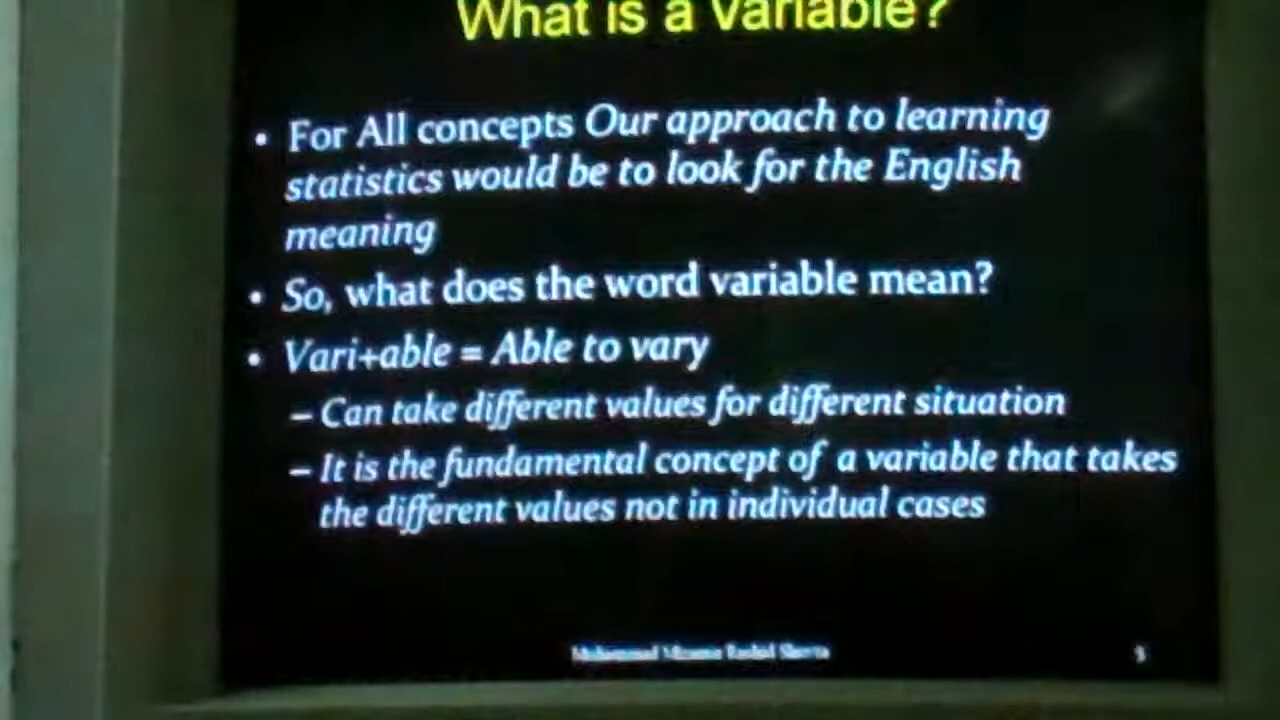 What is a variable?
• For All concepts Our approach to learning
statistics would be to look for the English
meaning
• So, what does the word variable mean?
• Vari+able = Able to vary
– Can take different values for different situation
– It is the fundamental concept of a variable that takes
the different values not in individual cases